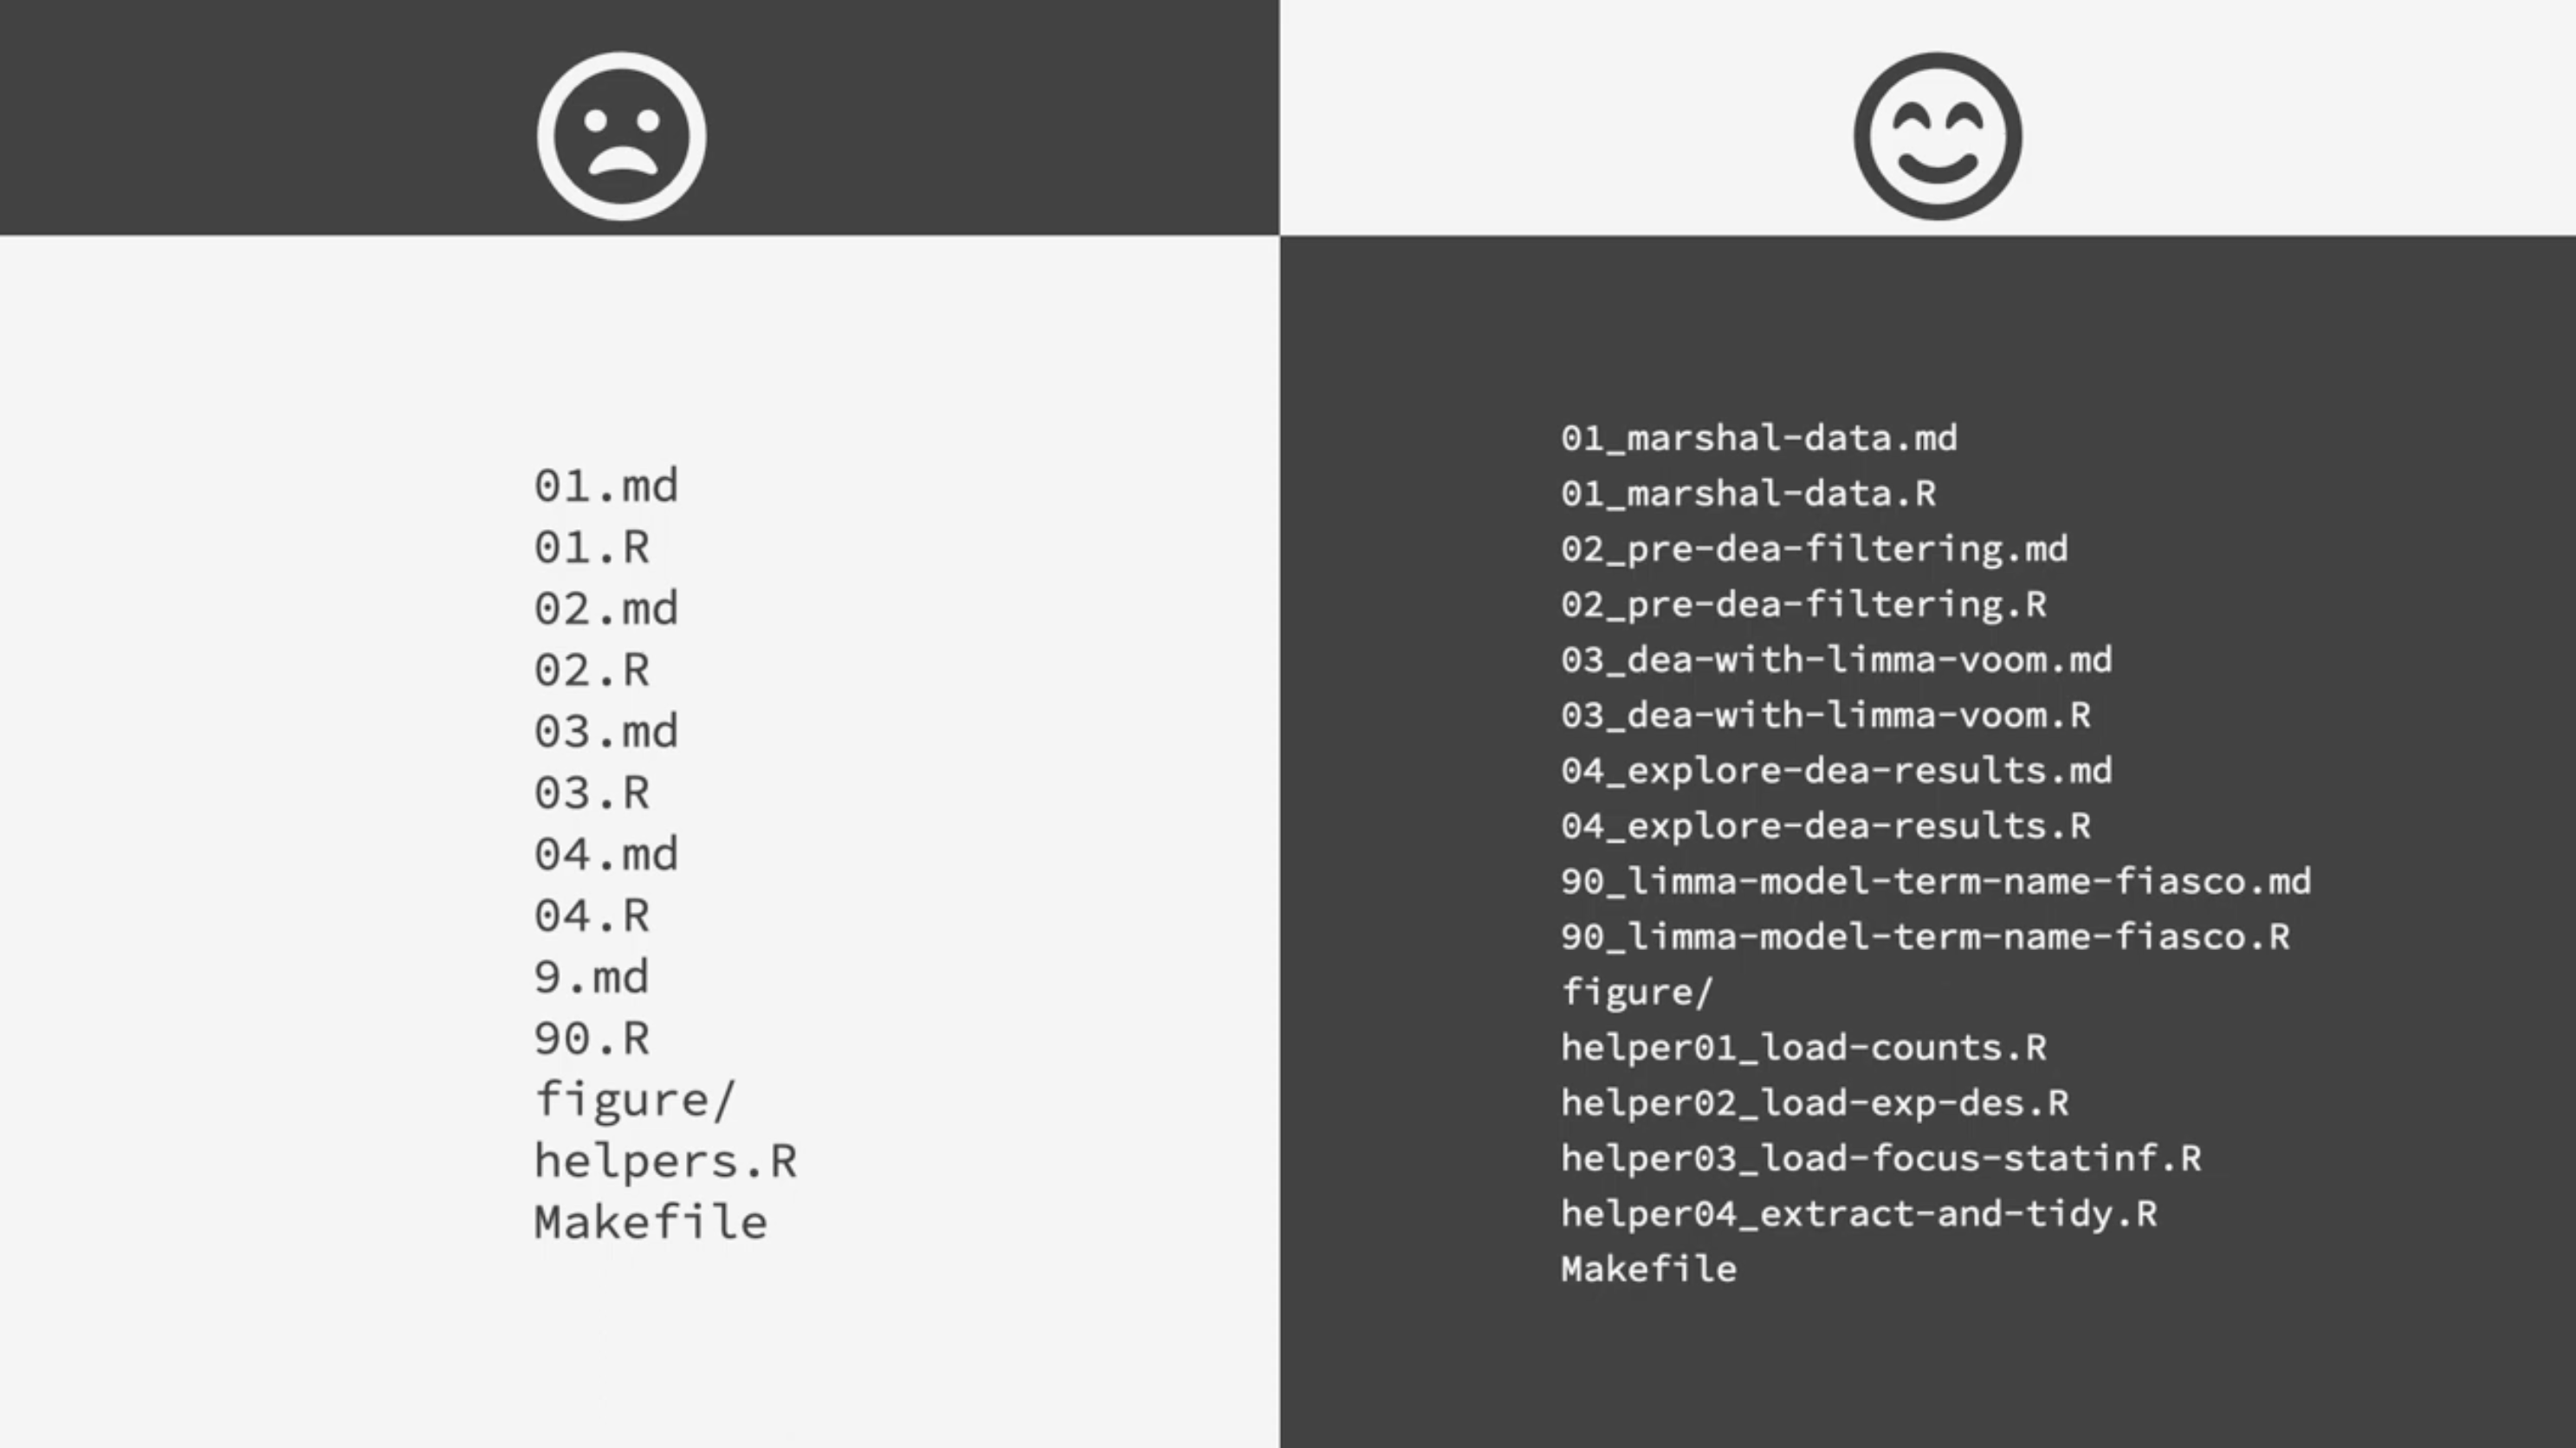 01.md
01.R
02.md
02.R
03.md
03.R
04.md
04.R
9.md
90.R
figure/
helpers.R
Makefile
01_marshal-data.md
01_marshal-data.R
02_pre-dea-filtering.md
02_pre-dea-filtering.R
03_dea-with-limma-voom.md
03_dea-with-limma-voom.R
04_explore-dea-results.md
04_explore-dea-results.R
90_limma-model-term-name-fiasco.md
90_limma-model-term-name-fiasco.R
figure/
helper01_load-counts.R
helper02_load-exp-des.R
helper03_load-focus-statinf.R
helper04_extract-and-tidy.R
Makefile